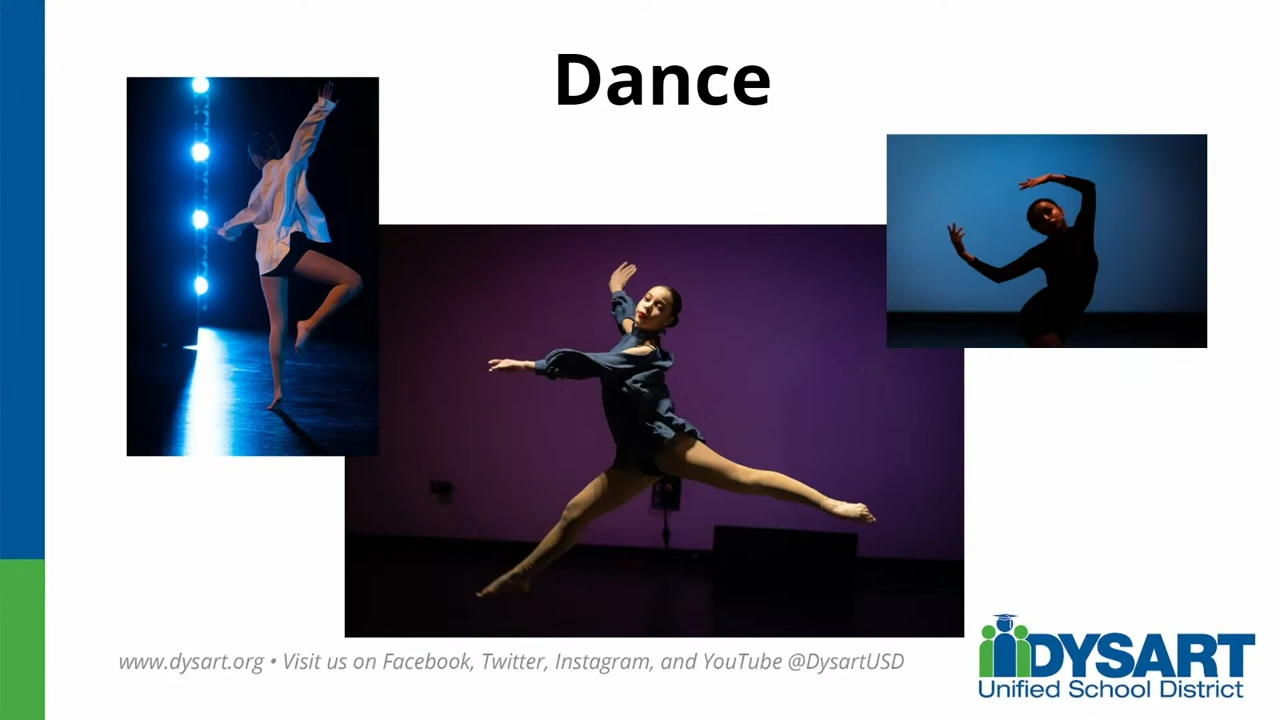 Dance
www.dysart.org • Visit us on Facebook, Twitter, Instagram, and YouTube @DysartUSD
DYSART
Unified School District